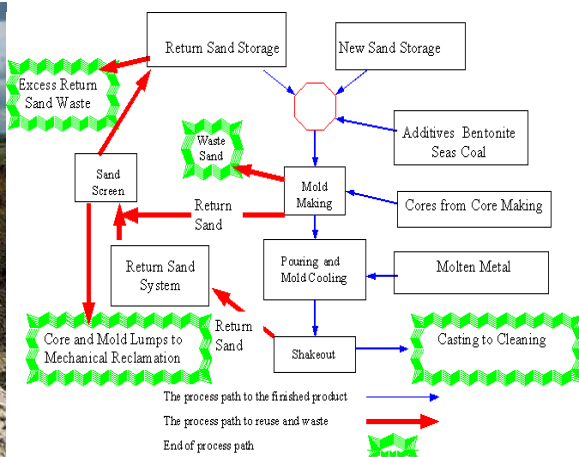 Return Sand Storage
New Sand Storage
Excess Return
Sand Waste
Additives Bentonite
Seas Coal
Waste
Sand
Sand
Screen
Mold
Making
Cores from Core Making
Return
Sand
Return Sand
System
Pouring and
Mold Cooling
Molten Metal
Core and Mold Lumps to
Mechanical Reclamation
Return
Sand
Shakeout
Casting to Cleaning
The process path to the finished product
The process path to reuse and waste
End of process path